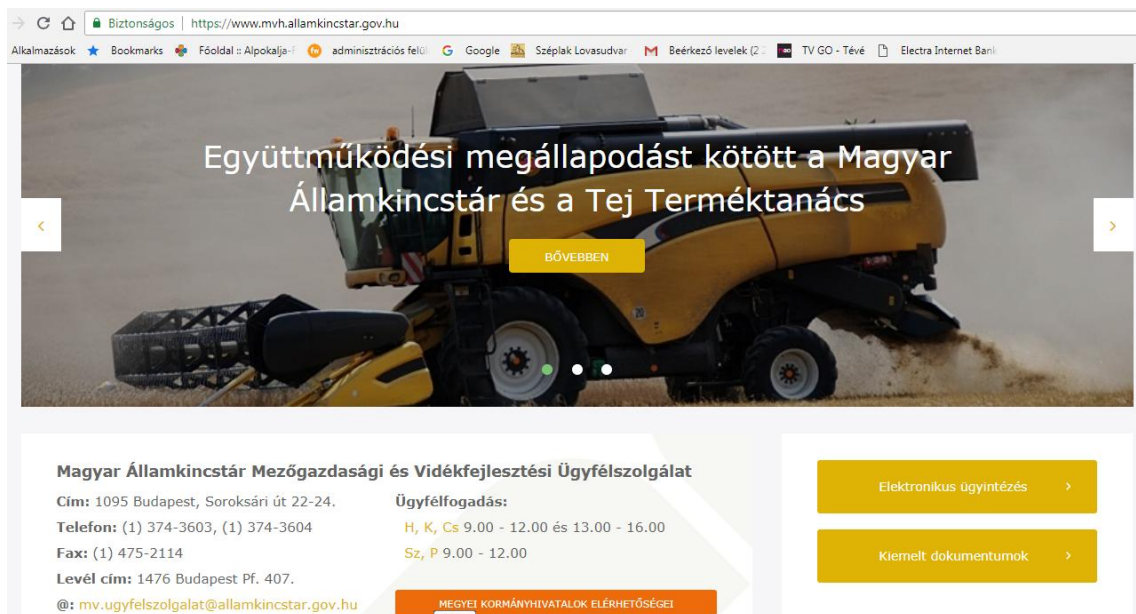 Biztonságos | https://www.mvh.allamkincstar.gov.hu
Alkalmazások Bookmarks Főoldal :: Alpokalja- adminisztrációs felü Google Széplak Lovasudvar Beérkező levelek (2 TV GO - Tévé Electra Internet Bank
Együttműködési megállapodást kötött a Magyar
Államkincstár és a Tej Terméktanács
BŐVEBBEN
Magyar Államkincstár Mezőgazdasági és Vidékfejlesztési Ügyfélszolgálat
Cím: 1095 Budapest, Soroksári út 22-24.
Telefon: (1) 374-3603, (1) 374-3604
Fax: (1) 475-2114
Levél cím: 1476 Budapest Pf. 407.
@: mv.ugyfelszolgalat@allamkincstar.gov.hu
Ügyfélfogadás:
H, K, Cs 9.00 - 12.00 és 13.00 - 16.00
Sz, P 9.00 - 12.00
MEGYEI KORMÁNYHIVATALOK ELÉRHETŐSÉGEI
Elektronikus ügyintézés
Kiemelt dokumentumok